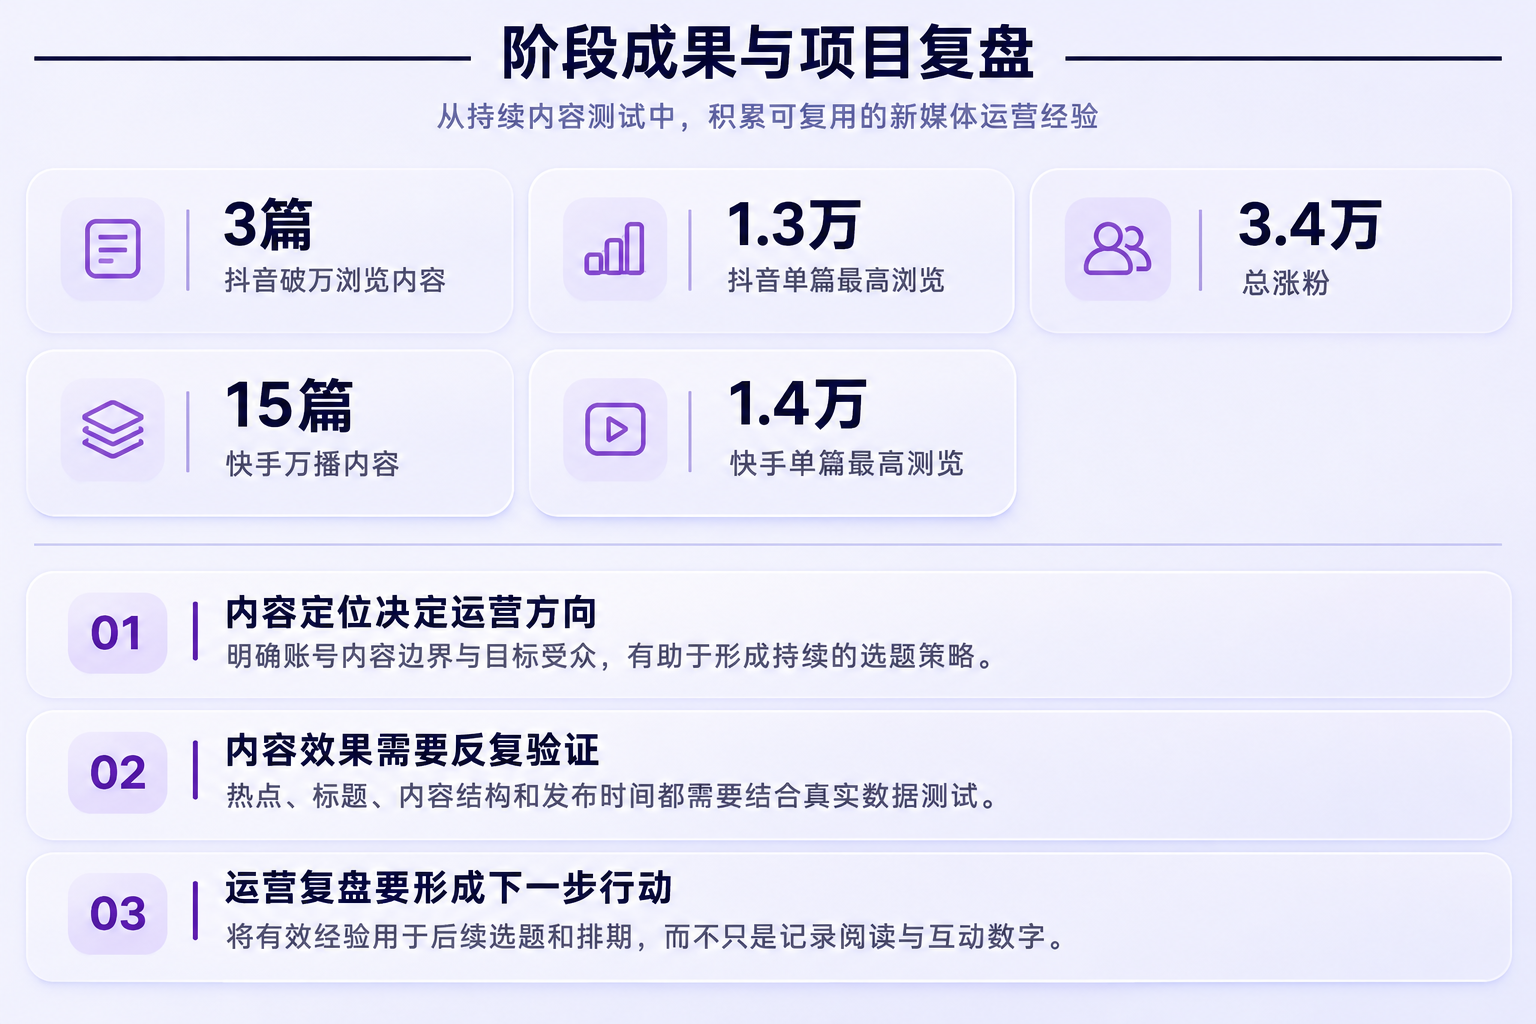 阶段成果与项目复盘
从持续内容测试中，积累可复用的新媒体运营经验
3篇
抖音破万浏览内容
1.3万
抖音单篇最高浏览
3.4万
总涨粉
15篇
快手万播内容
1.4万
快手单篇最高浏览
01
内容定位决定运营方向
明确账号内容边界与目标受众，有助于形成持续的选题策略。
02
内容效果需要反复验证
热点、标题、内容结构和发布时间都需要结合真实数据测试。
03
运营复盘要形成下一步行动
将有效经验用于后续选题和排期，而不只是记录阅读与互动数字。